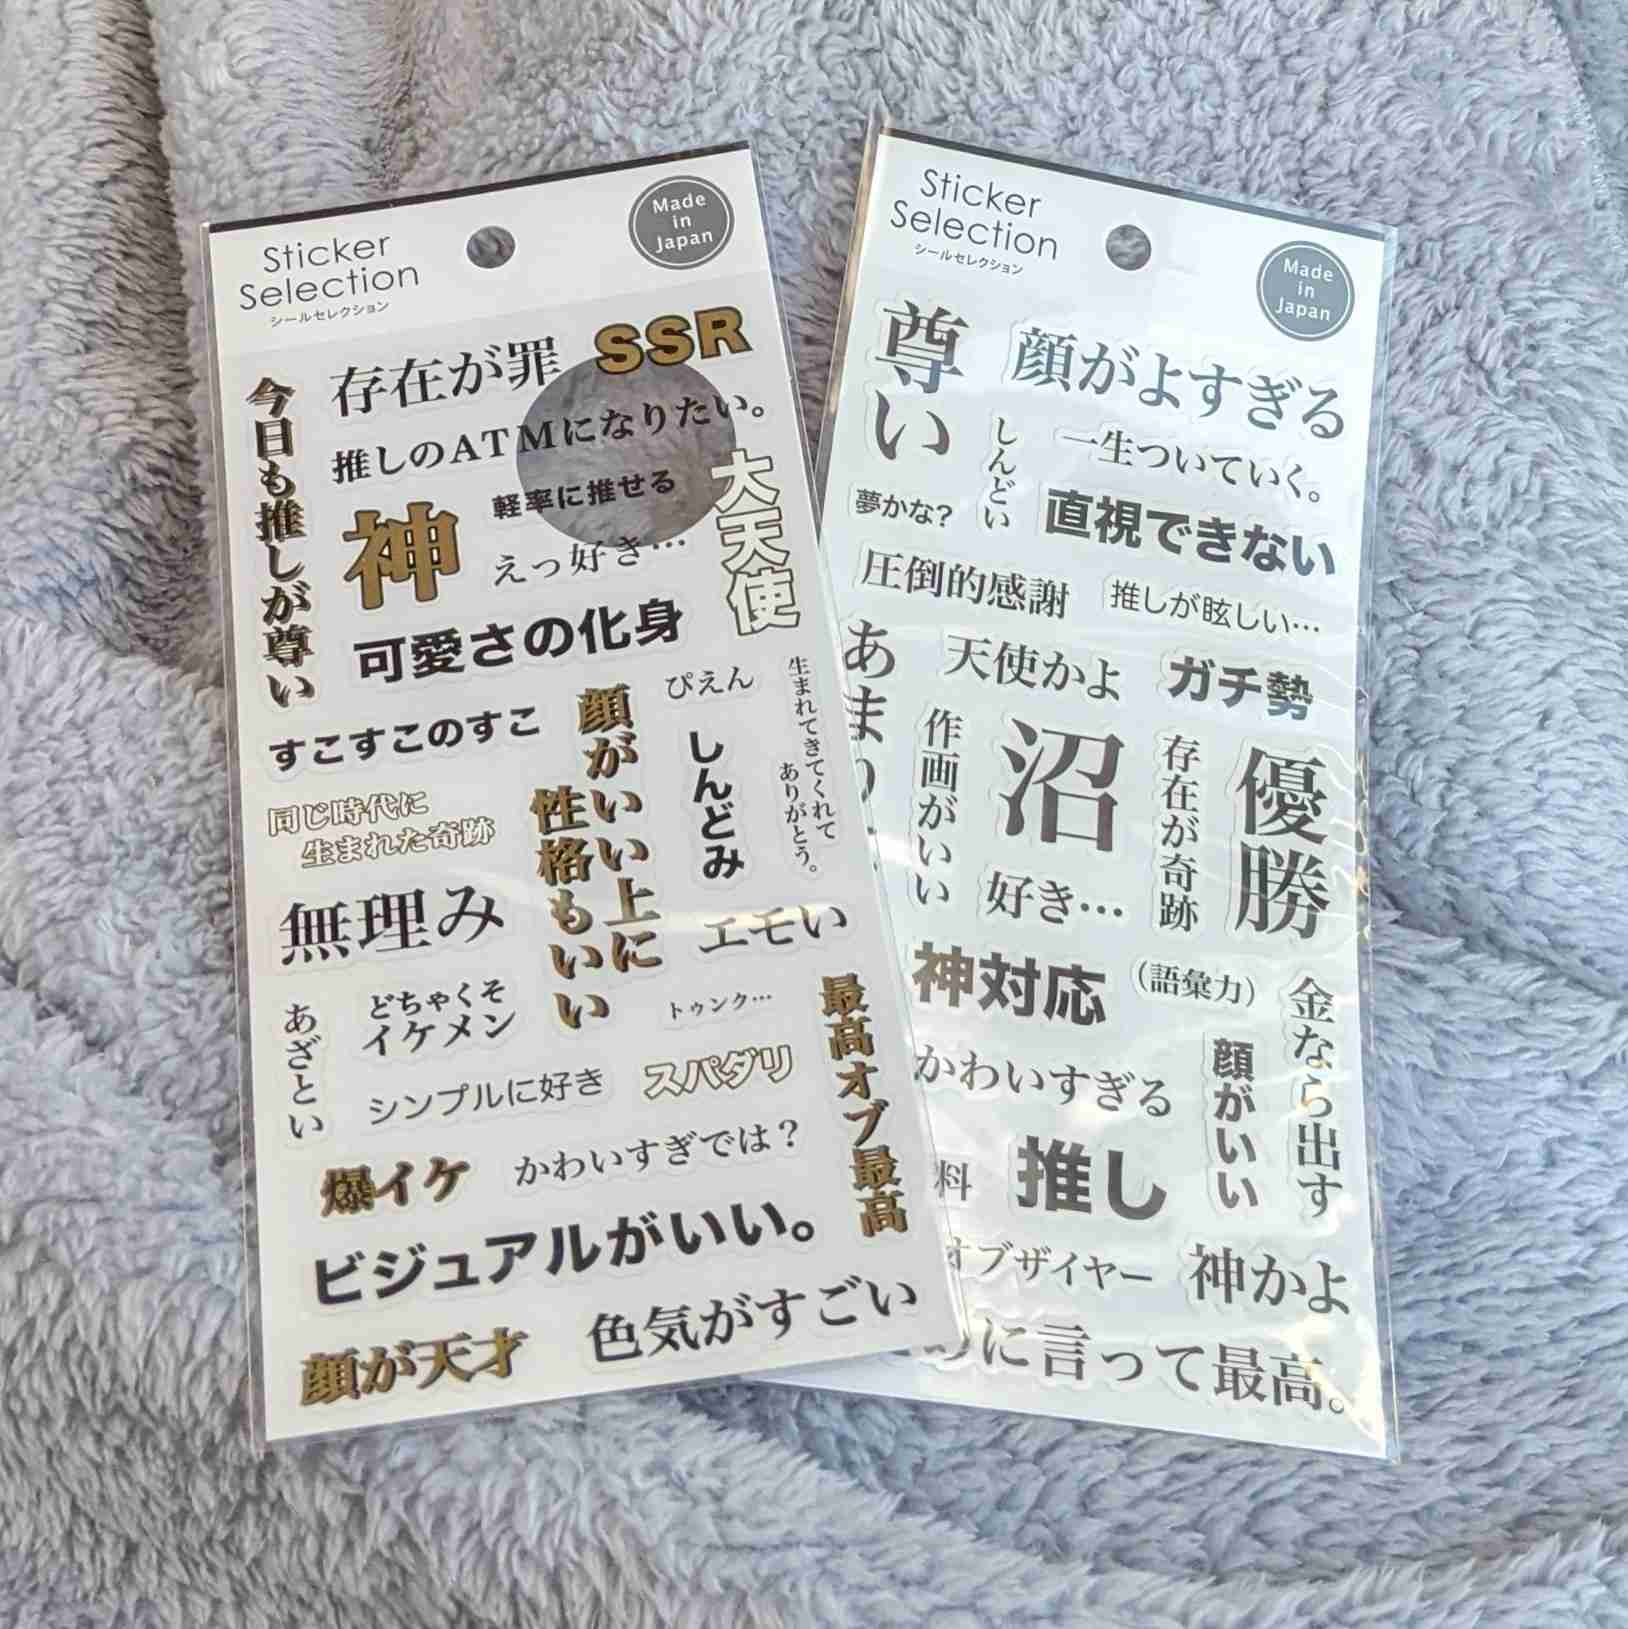 Sticker
Selection
シールセレクション
Made
in
Japan
存在が罪
SSR
今日も推しが尊い
推しのATMになりたい。
神
軽率に推せる
えっ好き…
大天使
可愛さの化身
すこすこのすこ
顔がいい上に
性格もいい
ぴえん
しんどみ
生まれてきてくれて
ありがとう。
同じ時代に
生まれた奇跡
無理み
エモい
あざとい
どちゃくそ
イケメン
トゥンク…
最高オブ最高
シンプルに好き
スパダリ
爆イケ
かわいすぎでは?
ビジュアルがいい。
顔が天才
色気がすごい
Sticker
Selection
シールセレクション
Made
in
Japan
尊い
顔がよすぎる
しんどい
一生ついていく。
夢かな?
直視できない
圧倒的感謝
推しが眩しい…
天使かよ
ガチ勢
作画がいい
沼
存在が奇跡
優勝
好き…
神対応
(語彙力)
金なら出す
かわいすぎる
顔がいい
料
推し
オブザイヤー
神かよ
に言って最高。